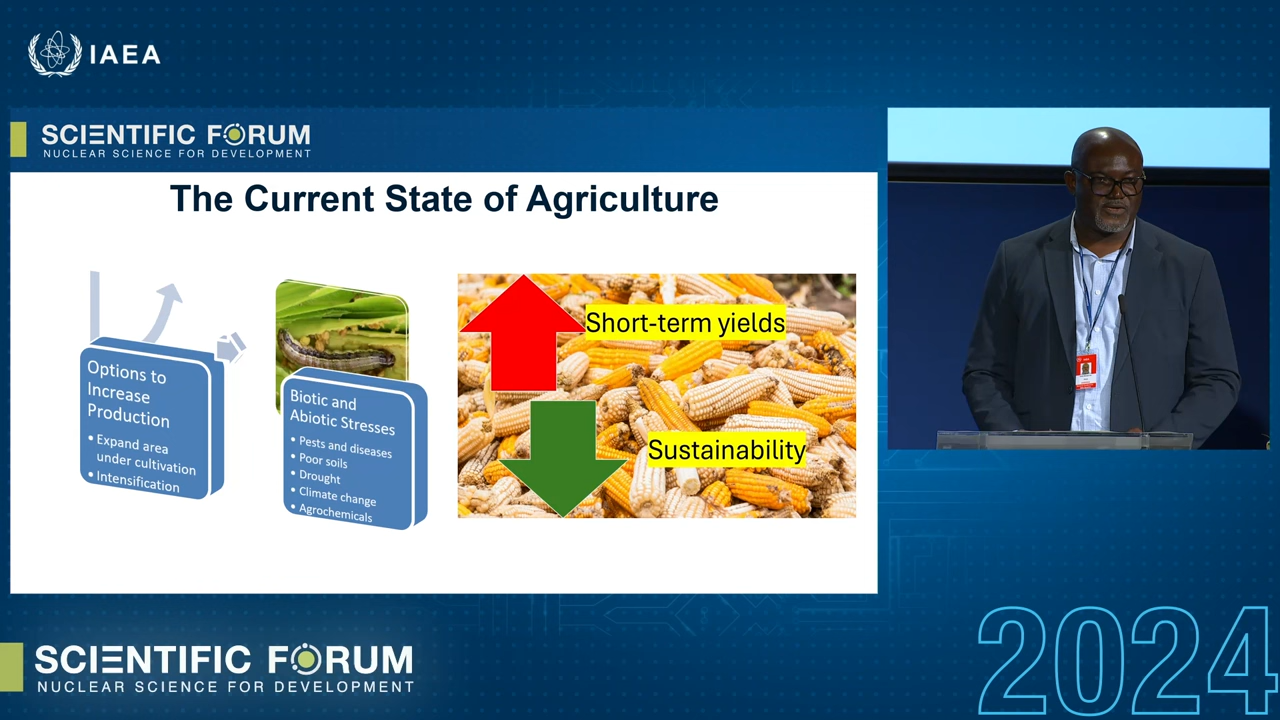 IAEA
SCIENTIFIC FORUM
NUCLEAR SCIENCE FOR DEVELOPMENT
The Current State of Agriculture
Options to
Increase
Production
• Expand area
under cultivation
• Intensification
Biotic and
Abiotic Stresses
• Pests and diseases
• Poor soils
• Drought
• Climate change
• Agrochemicals
Short-term yields
Sustainability
SCIENTIFIC FORUM
NUCLEAR SCIENCE FOR DEVELOPMENT
2024